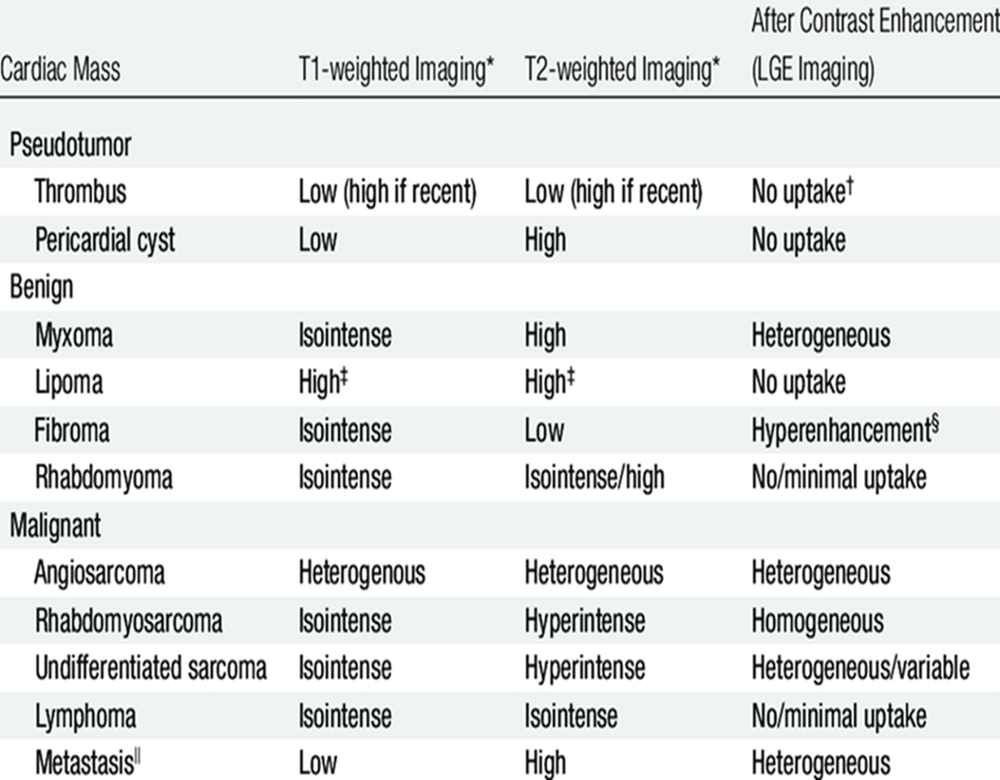 After Contrast Enhancement
Cardiac Mass T1-weighted Imaging* T2-weighted Imaging* (LGE Imaging)
Pseudotumor
Thrombus Low (high if recent) Low (high if recent) No uptake†
Pericardial cyst Low High No uptake
Benign
Myxoma Isointense High Heterogeneous
Lipoma High‡ High‡ No uptake
Fibroma Isointense Low Hyperenhancement§
Rhabdomyoma Isointense Isointense/high No/minimal uptake
Malignant
Angiosarcoma Heterogenous Heterogeneous Heterogeneous
Rhabdomyosarcoma Isointense Hyperintense Homogeneous
Undifferentiated sarcoma Isointense Hyperintense Heterogeneous/variable
Lymphoma Isointense Isointense No/minimal uptake
Metastasis‖ Low High Heterogeneous